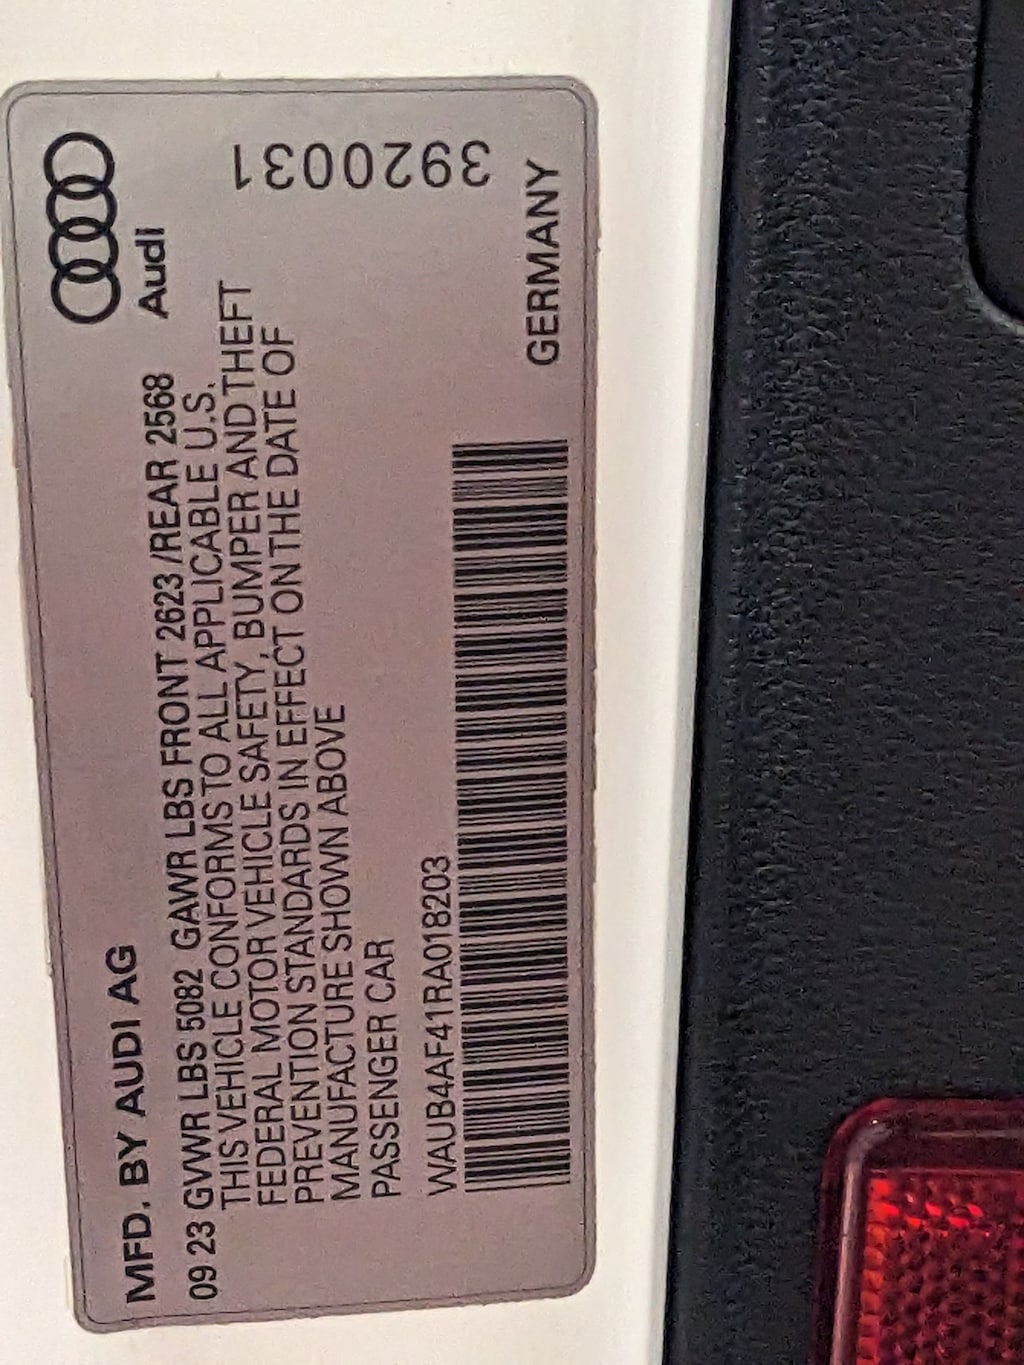 MFD. BY AUDI AG
Audi
09 23 GVWR LBS 5082 GAWR LBS FRONT 2623 /REAR 2568
THIS VEHICLE CONFORMS TO ALL APPLICABLE U.S.
FEDERAL MOTOR VEHICLE SAFETY, BUMPER AND THEFT
PREVENTION STANDARDS IN EFFECT ON THE DATE OF
MANUFACTURE SHOWN ABOVE
PASSENGER CAR
WAUB4AF41RA018203
GERMANY
3920031